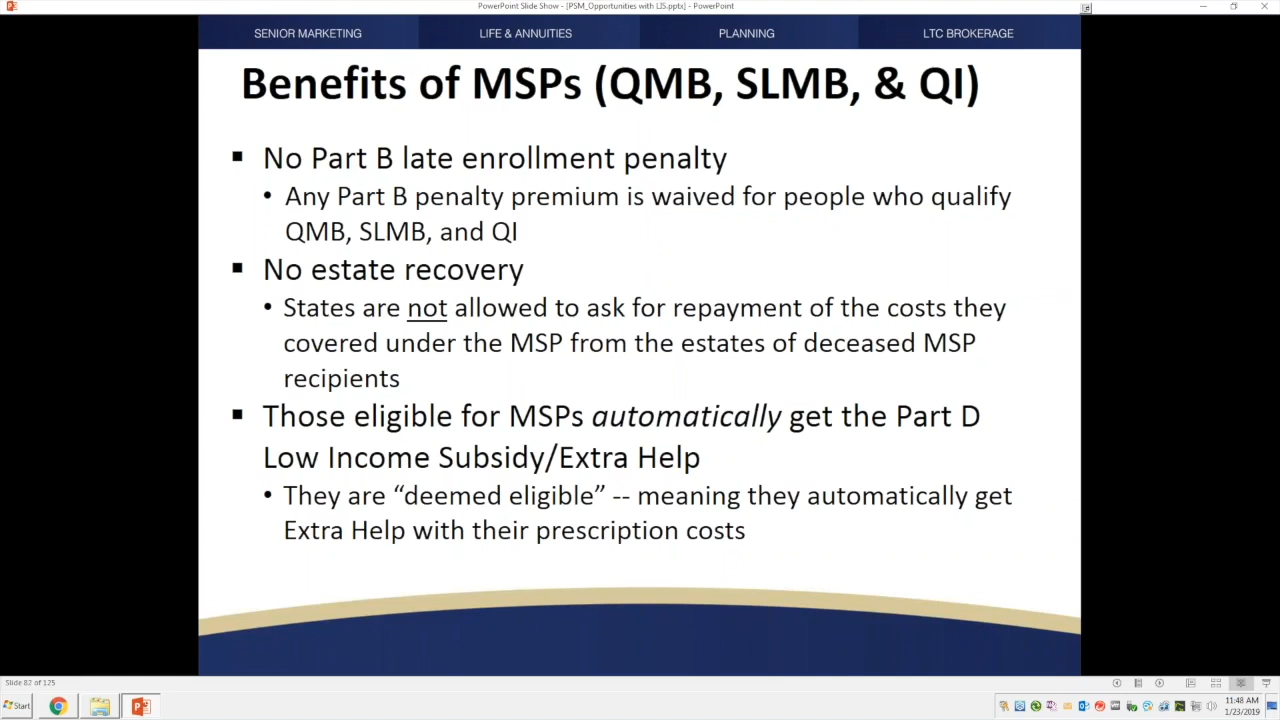 PowerPoint Slide Show - [PSM_Opportunities with LIS.pptx] - PowerPoint
SENIOR MARKETING
LIFE & ANNUITIES
PLANNING
LTC BROKERAGE
Benefits of MSPs (QMB, SLMB, & QI)
No Part B late enrollment penalty
Any Part B penalty premium is waived for people who qualify
QMB, SLMB, and QI
No estate recovery
States are not allowed to ask for repayment of the costs they
covered under the MSP from the estates of deceased MSP
recipients
Those eligible for MSPs automatically get the Part D
Low Income Subsidy/Extra Help
They are “deemed eligible” -- meaning they automatically get
Extra Help with their prescription costs
Slide 82 of 125
Start
11:48 AM
1/23/2019